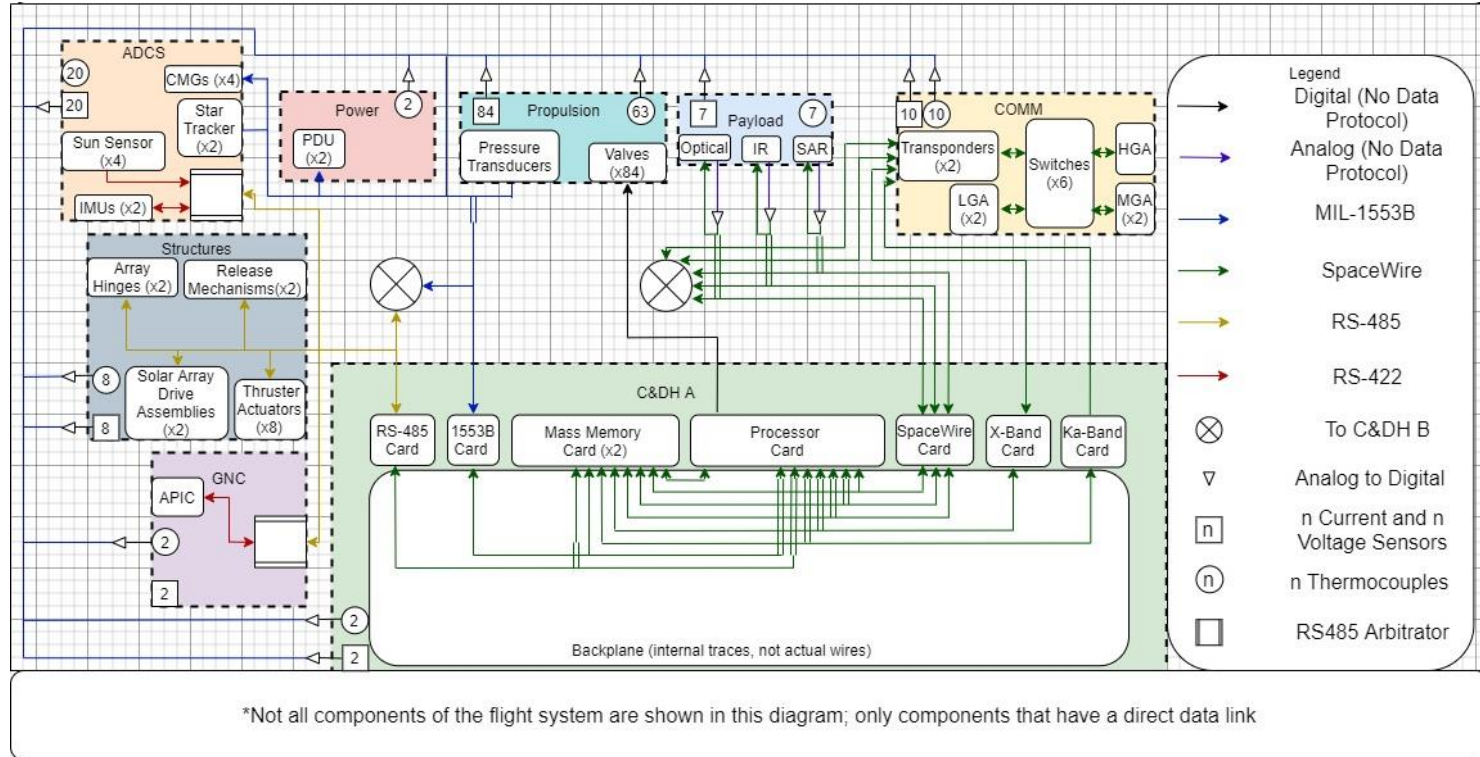 ADCS
20
CMGs (x4)
20
Star
Tracker
(x2)
Sun Sensor
(x4)
IMUs (x2)
Power
2
PDU
(x2)
84
Propulsion
63
Pressure
Transducers
Valves
(x84)
7
Payload
7
Optical
IR
SAR
10
10
COMM
Transponders
(x2)
Switches
(x6)
HGA
LGA
(x2)
MGA
(x2)
Structures
Array
Hinges (x2)
Release
Mechanisms(x2)
8
Solar Array
Drive
Assemblies
(x2)
Thruster
Actuators
(x8)
8
GNC
APIC
2
2
C&DH A
RS-485
Card
1553B
Card
Mass Memory
Card (x2)
Processor
Card
SpaceWire
Card
X-Band
Card
Ka-Band
Card
2
2
Backplane (internal traces, not actual wires)
Legend
Digital (No Data
Protocol)
Analog (No Data
Protocol)
MIL-1553B
SpaceWire
RS-485
RS-422
To C&DH B
Analog to Digital
n
n Current and n
Voltage Sensors
n
n Thermocouples
RS485 Arbitrator
*Not all components of the flight system are shown in this diagram; only components that have a direct data link